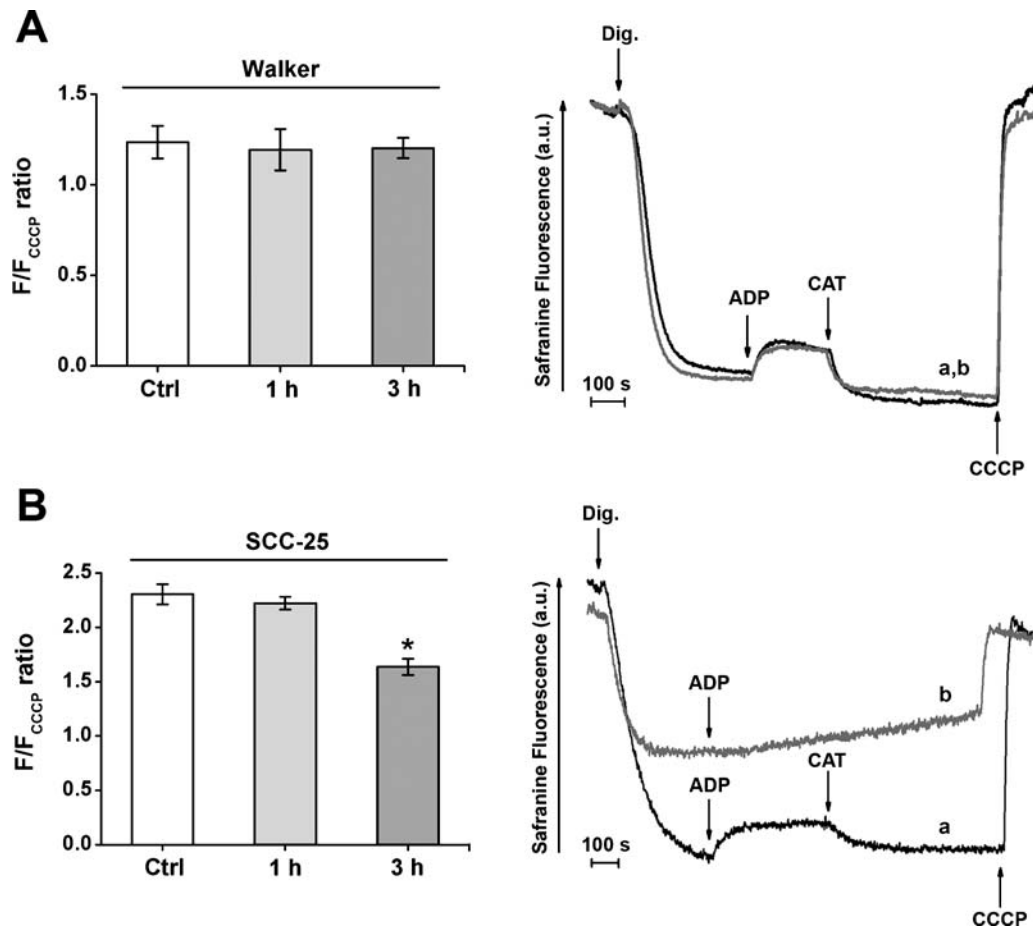 A
Walker
1.5
1.0
0.5
0.0
F/FCCCP ratio
Ctrl 1 h 3 h
Dig.
ADP
CAT
a,b
CCCP
Safranine Fluorescence (a.u.)
100 s
B
SCC-25
2.5
2.0
1.5
1.0
0.5
0.0
F/FCCCP ratio
*
Ctrl 1 h 3 h
Dig.
ADP
b
ADP
CAT
a
CCCP
Safranine Fluorescence (a.u.)
100 s